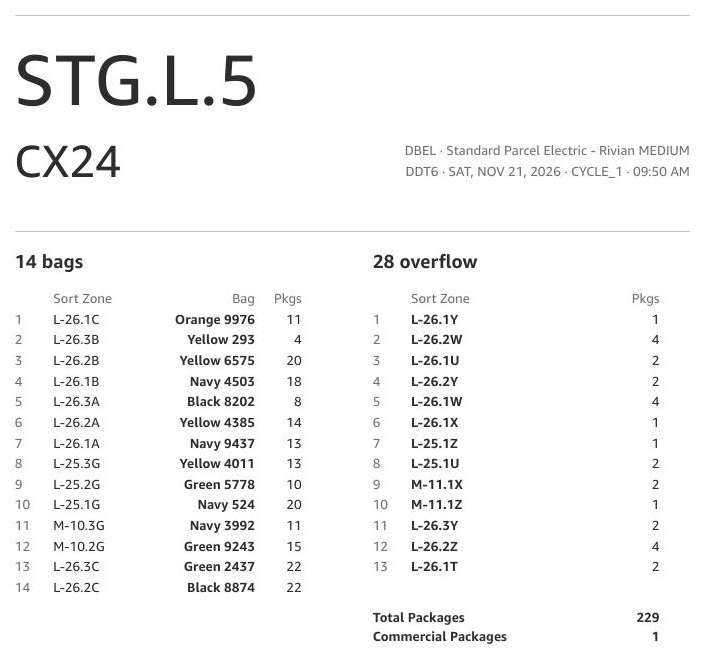 STG.L.5
CX24
DBEL · Standard Parcel Electric - Rivian MEDIUM
DDT6 · SAT, NOV 21, 2026 · CYCLE_1 · 09:50 AM
14 bags
Sort Zone Bag Pkgs
1 L-26.1C Orange 9976 11
2 L-26.3B Yellow 293 4
3 L-26.2B Yellow 6575 20
4 L-26.1B Navy 4503 18
5 L-26.3A Black 8202 8
6 L-26.2A Yellow 4385 14
7 L-26.1A Navy 9437 13
8 L-25.3G Yellow 4011 13
9 L-25.2G Green 5778 10
10 L-25.1G Navy 524 20
11 M-10.3G Navy 3992 11
12 M-10.2G Green 9243 15
13 L-26.3C Green 2437 22
14 L-26.2C Black 8874 22
28 overflow
Sort Zone Pkgs
1 L-26.1Y 1
2 L-26.2W 4
3 L-26.1U 2
4 L-26.2Y 2
5 L-26.1W 4
6 L-26.1X 1
7 L-25.1Z 1
8 L-25.1U 2
9 M-11.1X 2
10 M-11.1Z 1
11 L-26.3Y 2
12 L-26.2Z 4
13 L-26.1T 2
Total Packages 229
Commercial Packages 1